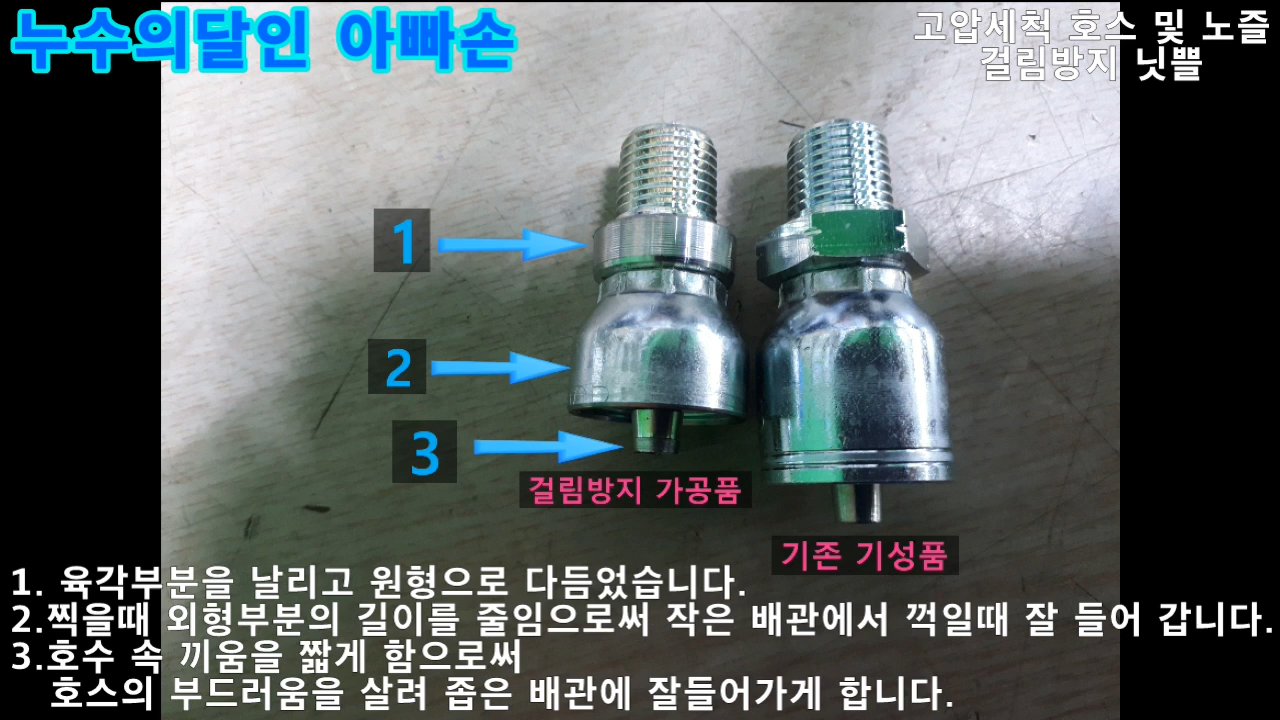 누수의달인 아빠손
고압세척 호스 및 노즐
걸림방지 닛쁠
1
2
3
걸림방지 가공품
기존 기성품
1. 육각부분을 날리고 원형으로 다듬었습니다.
2.찍을때 외형부분의 길이를 줄임으로써 작은 배관에서 꺽일때 잘 들어 갑니다.
3.호수 속 끼움을 짧게 함으로써
호스의 부드러움을 살려 좁은 배관에 잘들어가게 합니다.